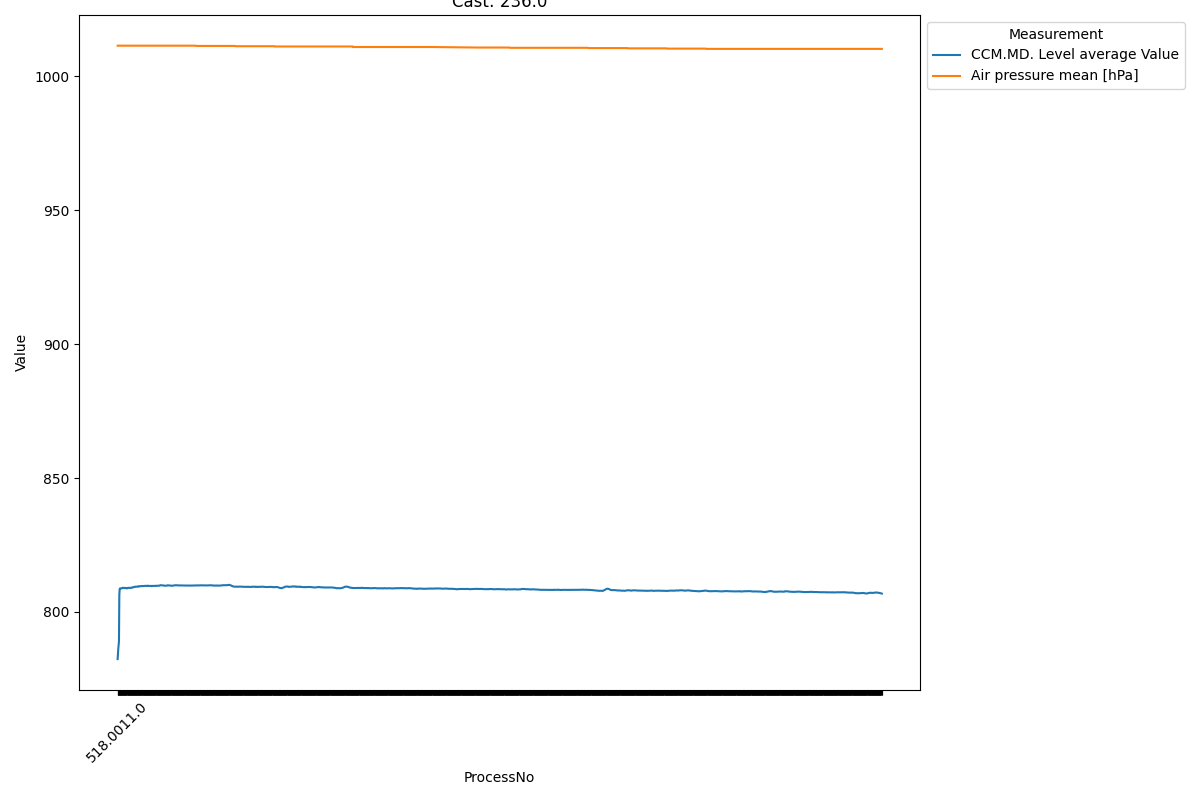 Cast: 236.0
Measurement
CCM.MD. Level average Value
Air pressure mean [hPa]
1000
950
900
850
800
Value
518.0011.0
ProcessNo